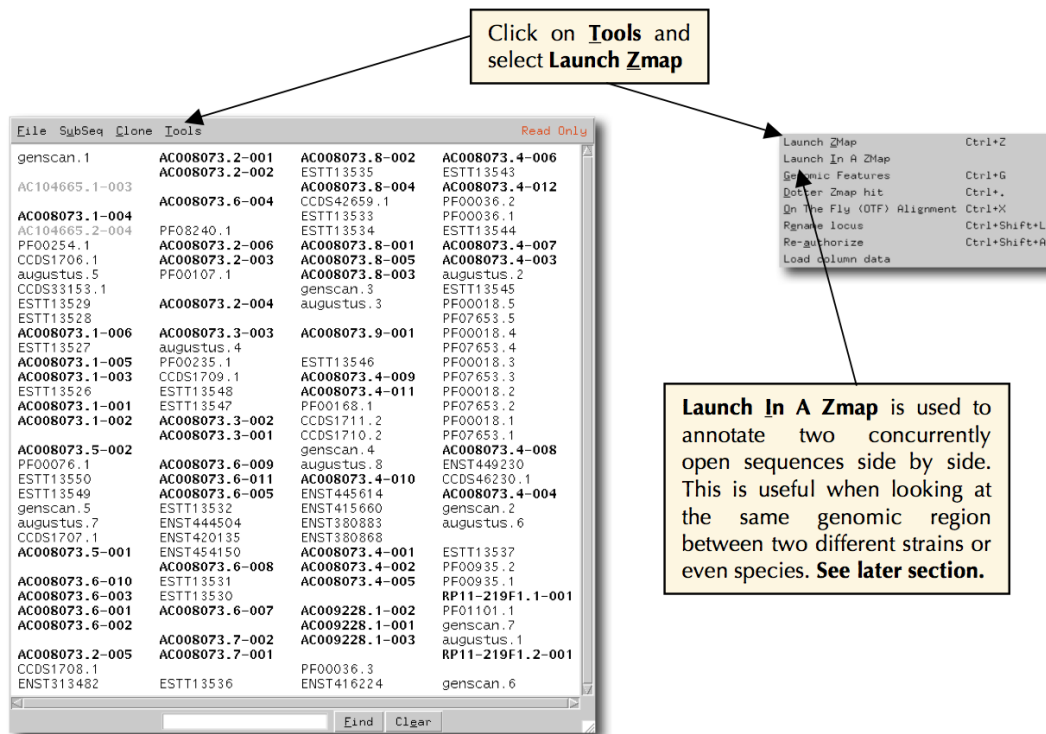 Click on Tools and
select Launch Zmap
File SubSeq Clone Tools Read Only
genscan.1 AC008073.2-001 AC008073.8-002 AC008073.4-006
AC008073.2-002 ESTT13535 ESTT13543
AC104665.1-003 AC008073.8-004 AC008073.4-012
AC008073.6-004 CCDS42659.1 PF00036.2
AC008073.1-004 ESTT13533 PF00036.1
AC104665.2-004 PF08240.1 ESTT13534 ESTT13544
PF00254.1 AC008073.2-006 AC008073.8-001 AC008073.4-007
CCDS1706.1 AC008073.2-003 AC008073.8-005 AC008073.4-003
augustus.5 PF00107.1 AC008073.8-003 augustus.2
CCDS33153.1 genscan.3 ESTT13545
ESTT13529 AC008073.2-004 augustus.3 PF00018.5
ESTT13528 PF07653.5
AC008073.1-006 AC008073.3-003 AC008073.9-001 PF00018.4
ESTT13527 augustus.4 PF07653.4
AC008073.1-005 PF00235.1 ESTT13546 PF00018.3
AC008073.1-003 CCDS1709.1 AC008073.4-009 PF07653.3
ESTT13526 ESTT13548 AC008073.4-011 PF00018.2
AC008073.1-001 ESTT13547 PF00168.1 PF07653.2
AC008073.1-002 AC008073.3-002 CCDS1711.2 PF00018.1
AC008073.3-001 CCDS1710.2 PF07653.1
AC008073.5-002 genscan.4 AC008073.4-008
PF00076.1 AC008073.6-009 augustus.8 ENST449230
ESTT13550 AC008073.6-011 AC008073.4-010 CCDS46230.1
ESTT13549 AC008073.6-005 ENST445614 AC008073.4-004
genscan.5 ESTT13532 ENST415660 genscan.2
augustus.7 ENST444504 ENST380883 augustus.6
CCDS1707.1 ENST420135 ENST380868
AC008073.5-001 ENST454150 AC008073.4-001 ESTT13537
AC008073.6-008 AC008073.4-002 PF00935.2
AC008073.6-010 ESTT13531 AC008073.4-005 PF00935.1
AC008073.6-003 ESTT13530 RP11-219F1.1-001
AC008073.6-001 AC008073.6-007 AC009228.1-002 PF01101.1
AC008073.6-002 AC009228.1-001 genscan.7
AC008073.7-002 AC009228.1-003 augustus.1
AC008073.2-005 AC008073.7-001 RP11-219F1.2-001
CCDS1708.1 PF00036.3
ENST313482 ESTT13536 ENST416224 genscan.6
Find Clear
Launch ZMap Ctrl+Z
Launch In A ZMap
Genomic Features Ctrl+G
Dotter Zmap hit Ctrl+.
On The Fly (OTF) Alignment Ctrl+X
Rename locus Ctrl+Shift+L
Re-authorize Ctrl+Shift+A
Load column data
Launch In A Zmap is used to
annotate two concurrently
open sequences side by side.
This is useful when looking at
the same genomic region
between two different strains or
even species. See later section.